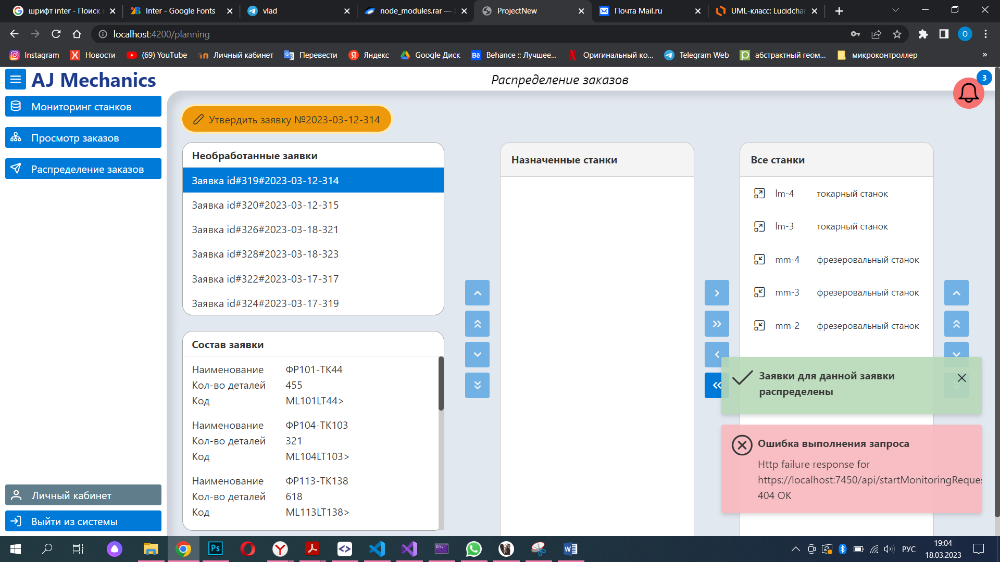 шрифт inter - Поиск
Inter - Google Fonts
vlad
node_modules.rar —
ProjectNew
Почта Mail.ru
UML-класс: Lucidchar
localhost:4200/planning
O
Instagram
Новости
(69) YouTube
Личный кабинет
Перевести
Яндекс
Google Диск
Behance :: Лучшее...
Оригинальный ко...
Telegram Web
абстрактный геом...
микроконтроллер
»
AJ Mechanics
Распределение заказов
3
Мониторинг станков
Просмотр заказов
Распределение заказов
Личный кабинет
Выйти из системы
Утвердить заявку №2023-03-12-314
Необработанные заявки
Заявка id#319#2023-03-12-314
Заявка id#320#2023-03-12-315
Заявка id#326#2023-03-18-321
Заявка id#328#2023-03-18-323
Заявка id#322#2023-03-17-317
Заявка id#324#2023-03-17-319
Состав заявки
Наименование ФР101-ТК44
Кол-во деталей 455
Код ML101LT44>
Наименование ФР104-ТК103
Кол-во деталей 321
Код ML104LT103>
Наименование ФР113-ТК138
Кол-во деталей 618
Код ML113LT138>
Назначенные станки
Все станки
lm-4 токарный станок
lm-3 токарный станок
mm-4 фрезеровальный станок
mm-3 фрезеровальный станок
mm-2 фрезеровальный станок
Заявки для данной заявки
распределены
Ошибка выполнения запроса
Http failure response for
https://localhost:7450/api/startMonitoringReques
404 OK
Ps
РУС
19:04
18.03.2023